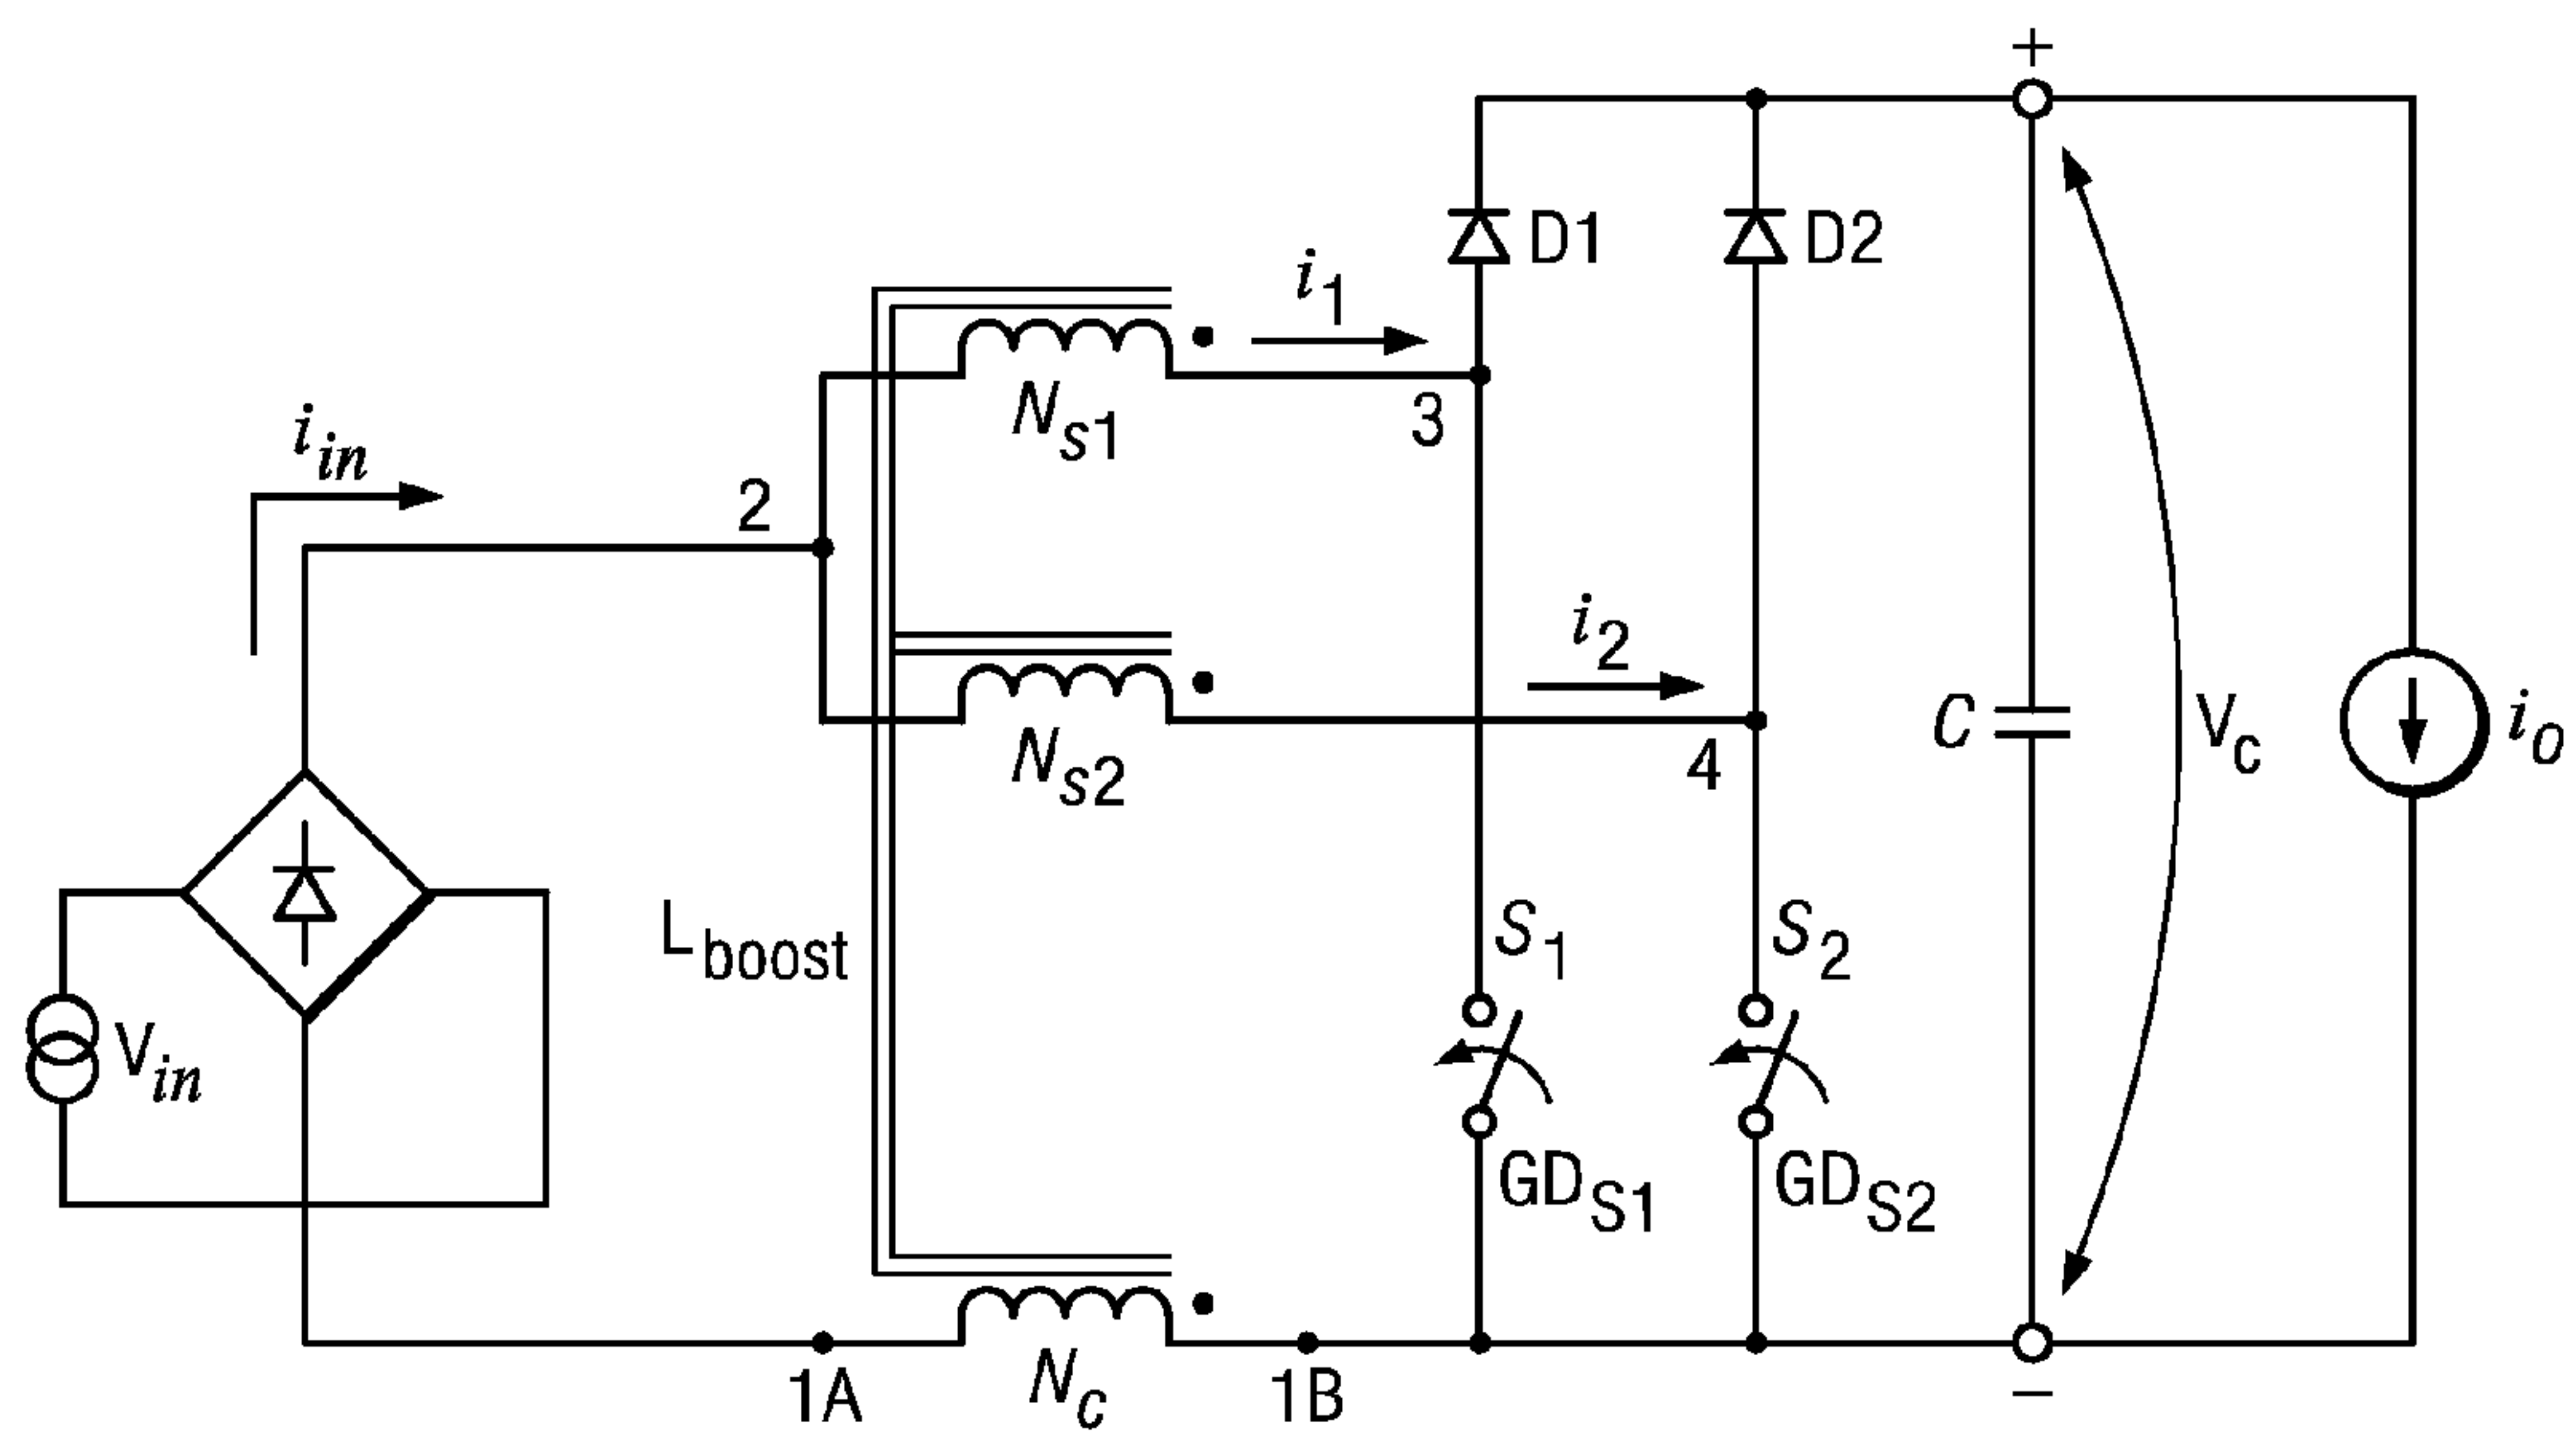 +
D1
D2
i1
Ns1
3
iin
2
i2
Ns2
4
C
Vc
io
Lboost
S1
S2
Vin
GDS1
GDS2
1A
Nc
1B
−